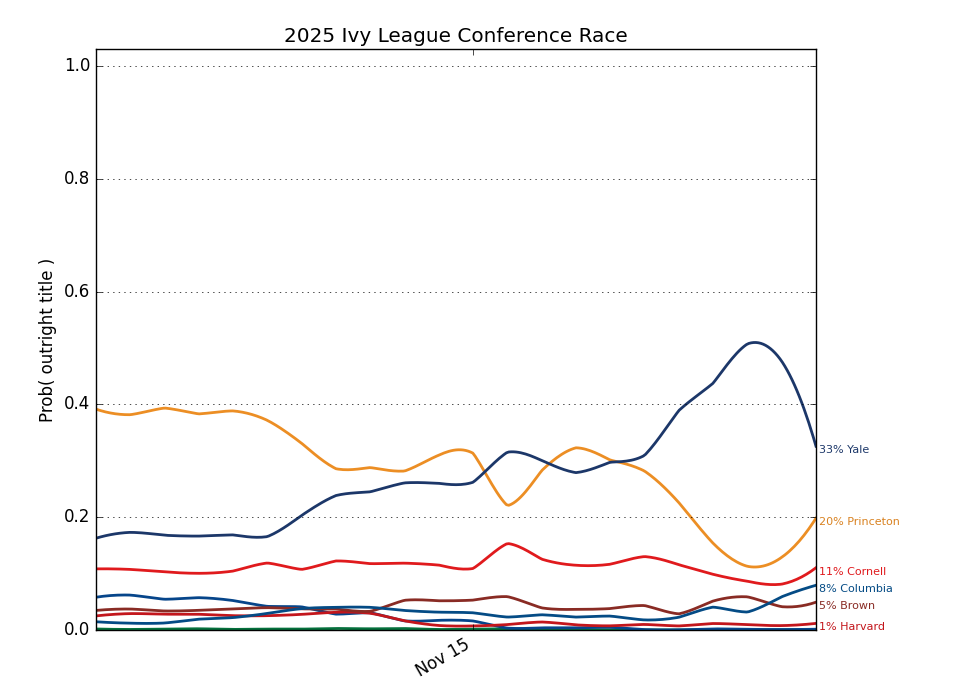 2025 Ivy League Conference Race
Prob( outright title )
1.0
0.8
0.6
0.4
0.2
0.0
Nov 15
33% Yale
20% Princeton
11% Cornell
8% Columbia
5% Brown
1% Harvard